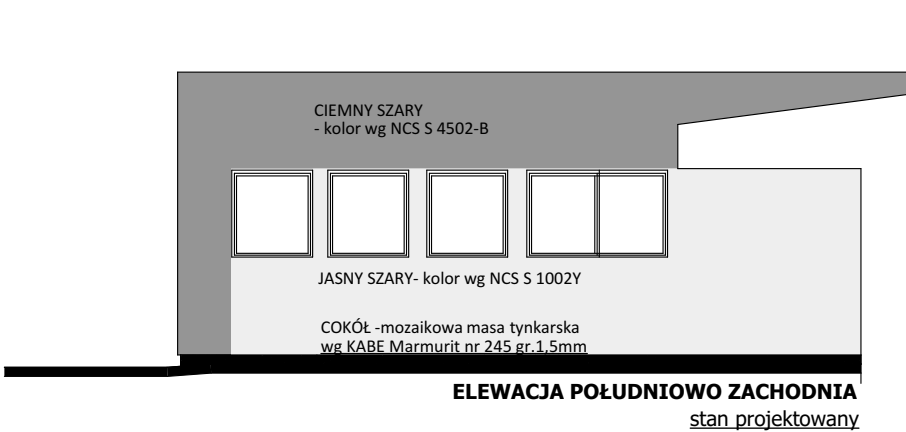 CIEMNY SZARY
- kolor wg NCS S 4502-B
JASNY SZARY- kolor wg NCS S 1002Y
COKÓŁ -mozaikowa masa tynkarska
wg KABE Marmurit nr 245 gr.1,5mm
ELEWACJA POŁUDNIOWO ZACHODNIA
stan projektowany